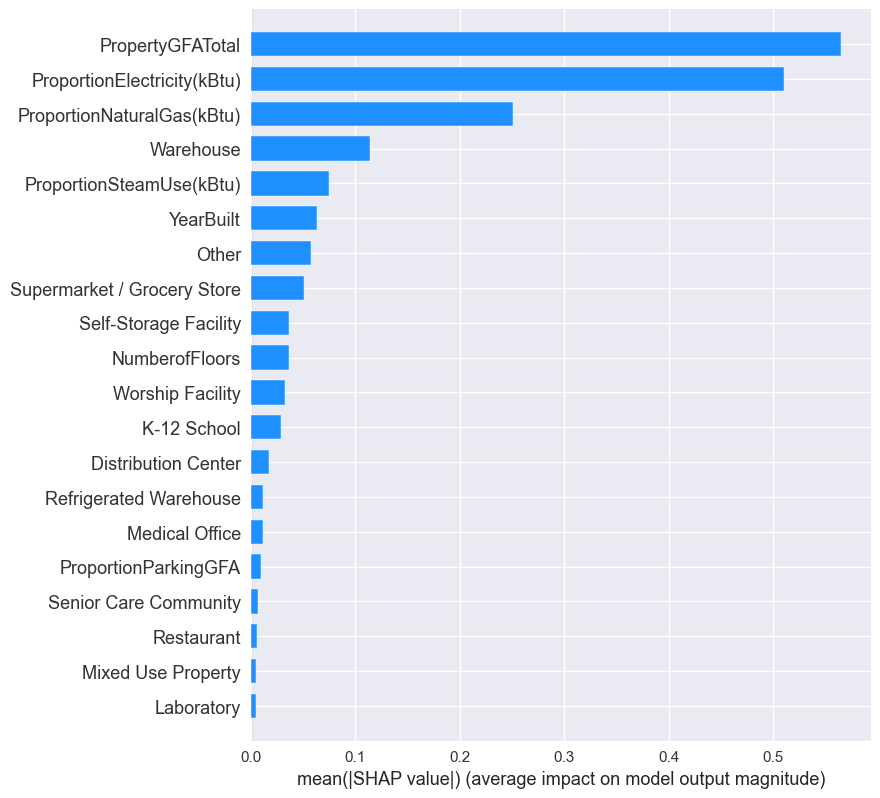 PropertyGFATotal
ProportionElectricity(kBtu)
ProportionNaturalGas(kBtu)
Warehouse
ProportionSteamUse(kBtu)
YearBuilt
Other
Supermarket / Grocery Store
Self-Storage Facility
NumberofFloors
Worship Facility
K-12 School
Distribution Center
Refrigerated Warehouse
Medical Office
ProportionParkingGFA
Senior Care Community
Restaurant
Mixed Use Property
Laboratory
0.0 0.1 0.2 0.3 0.4 0.5
mean(|SHAP value|) (average impact on model output magnitude)